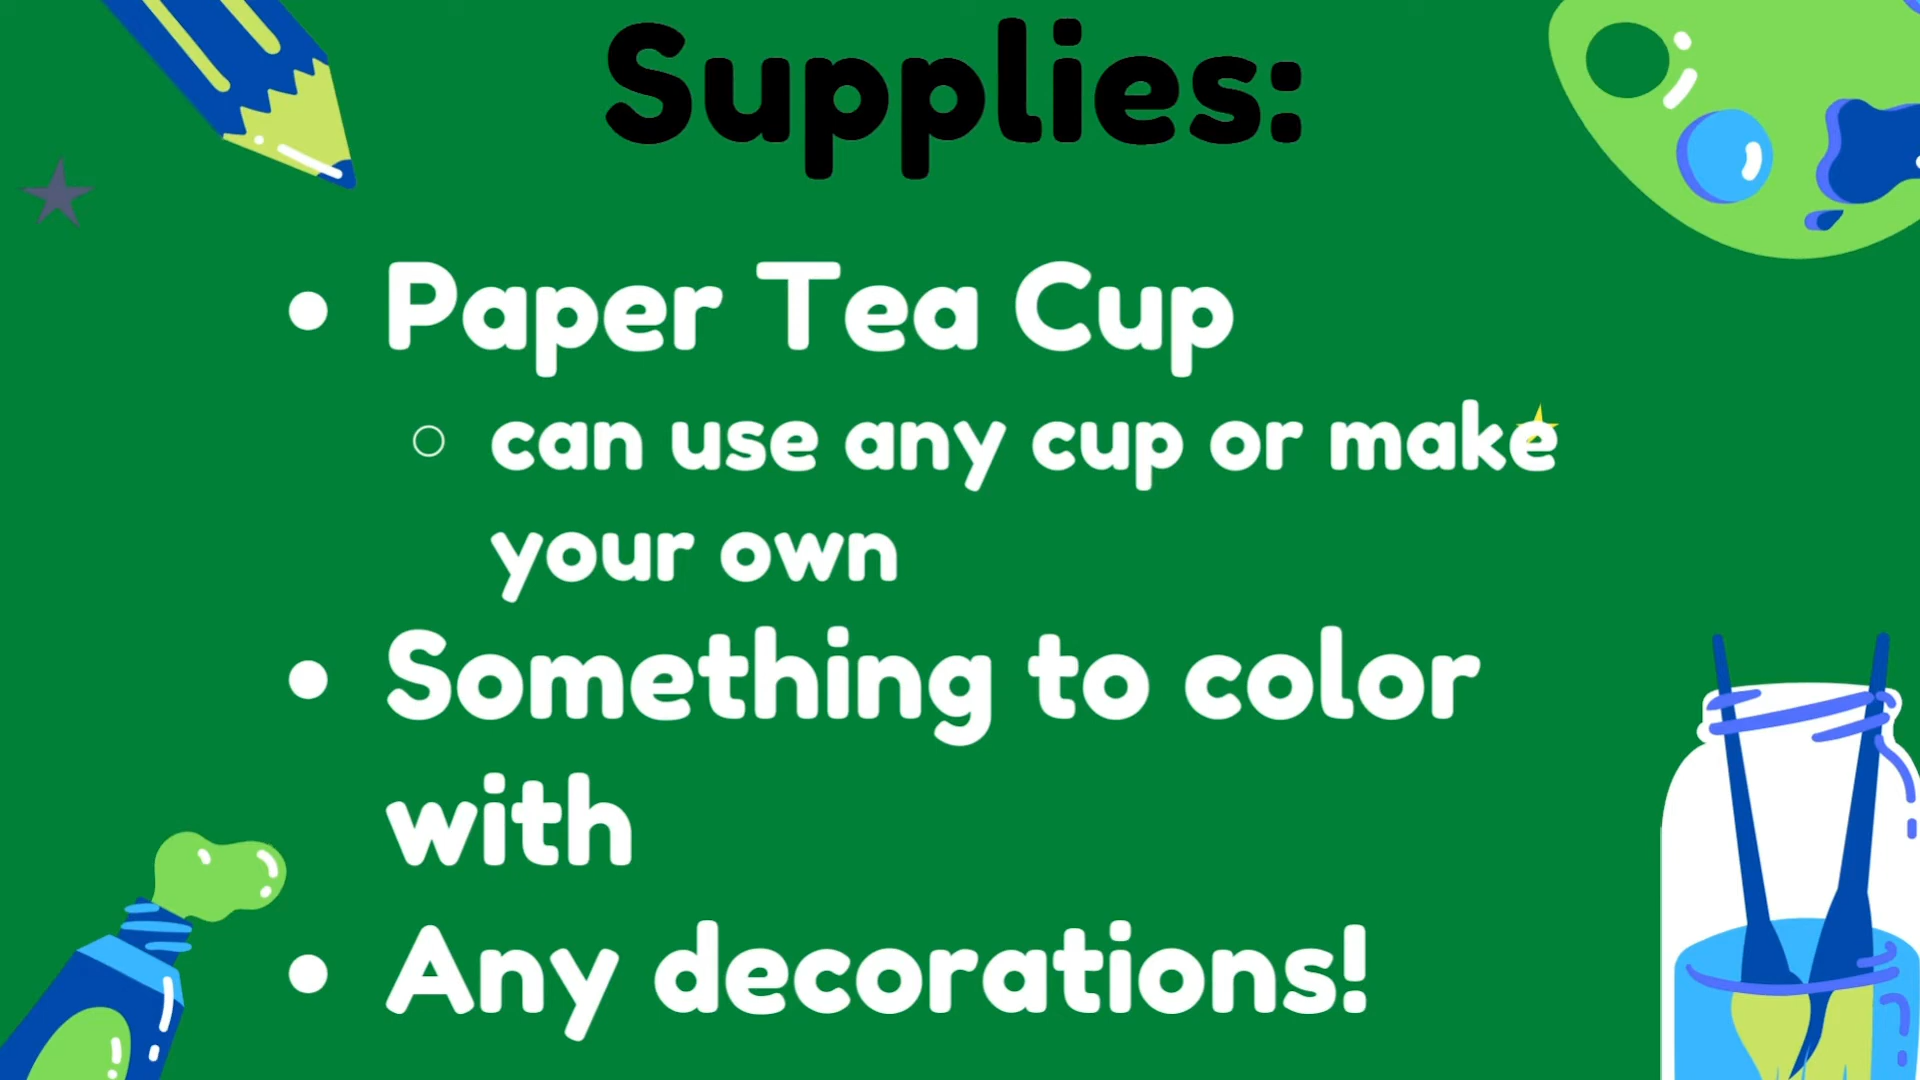 Supplies:
• Paper Tea Cup
○ can use any cup or make
your own
• Something to color
with
• Any decorations!